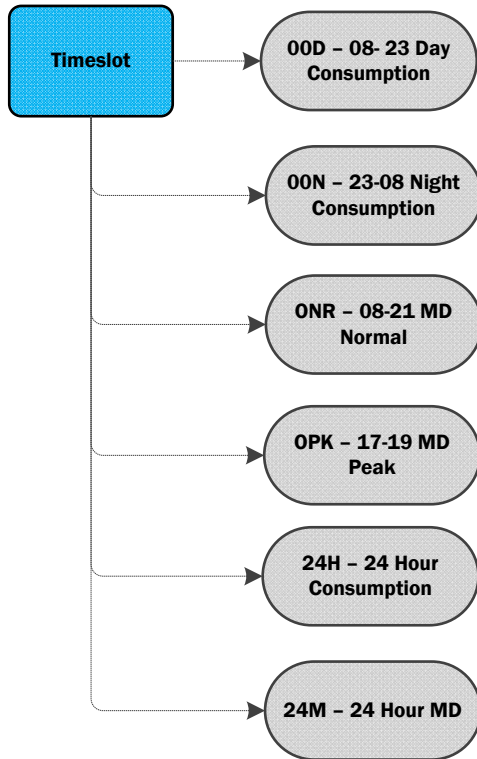 Timeslot
00D – 08- 23 Day
Consumption
00N – 23-08 Night
Consumption
0NR – 08-21 MD
Normal
0PK – 17-19 MD
Peak
24H – 24 Hour
Consumption
24M – 24 Hour MD